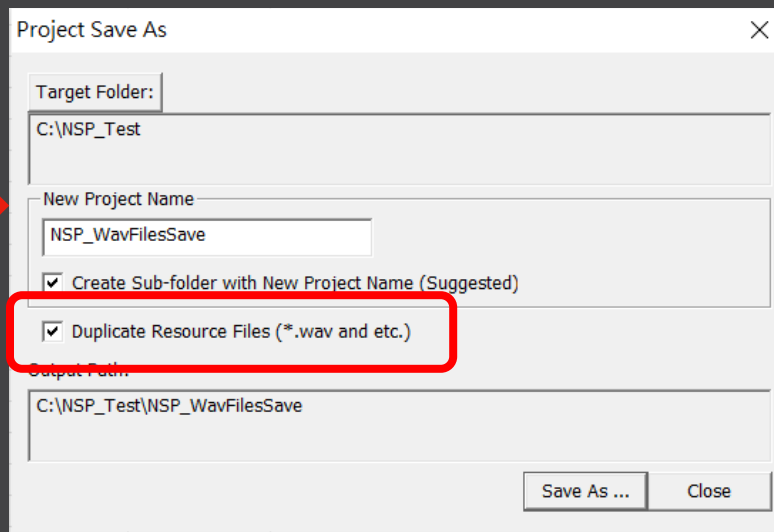 Project Save As
Target Folder:
C:\NSP_Test
New Project Name
NSP_WavFilesSave
Create Sub-folder with New Project Name (Suggested)
Duplicate Resource Files (*.wav and etc.)
Output Path:
C:\NSP_Test\NSP_WavFilesSave
Save As ...
Close